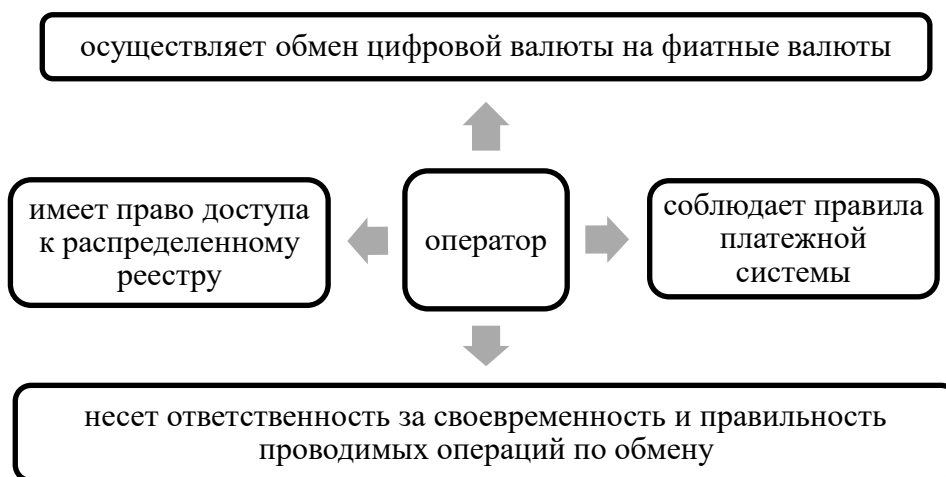 осуществляет обмен цифровой валюты на фиатные валюты
имеет право доступа
к распределенному
реестру
оператор
соблюдает правила
платежной
системы
несет ответственность за своевременность и правильность
проводимых операций по обмену